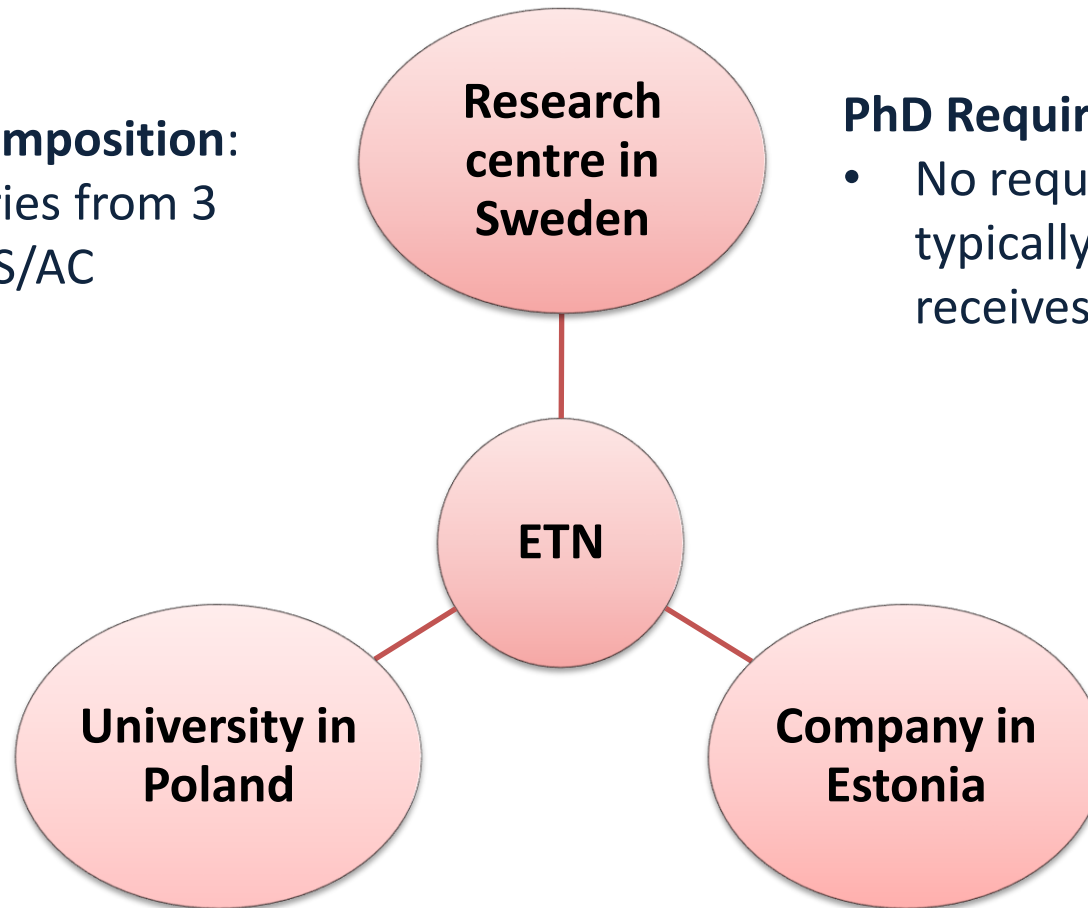 mposition:
ries from 3
S/AC
Research
centre in
Sweden
PhD Requir
• No requ
typically
receives
ETN
University in
Poland
Company in
Estonia